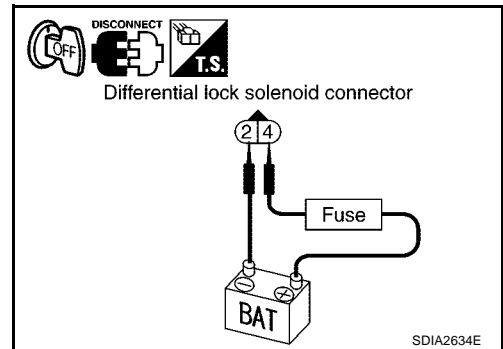 DISCONNECT
OFF
T.S.
Differential lock solenoid connector
2 4
Fuse
− +
BAT
SDIA2634E